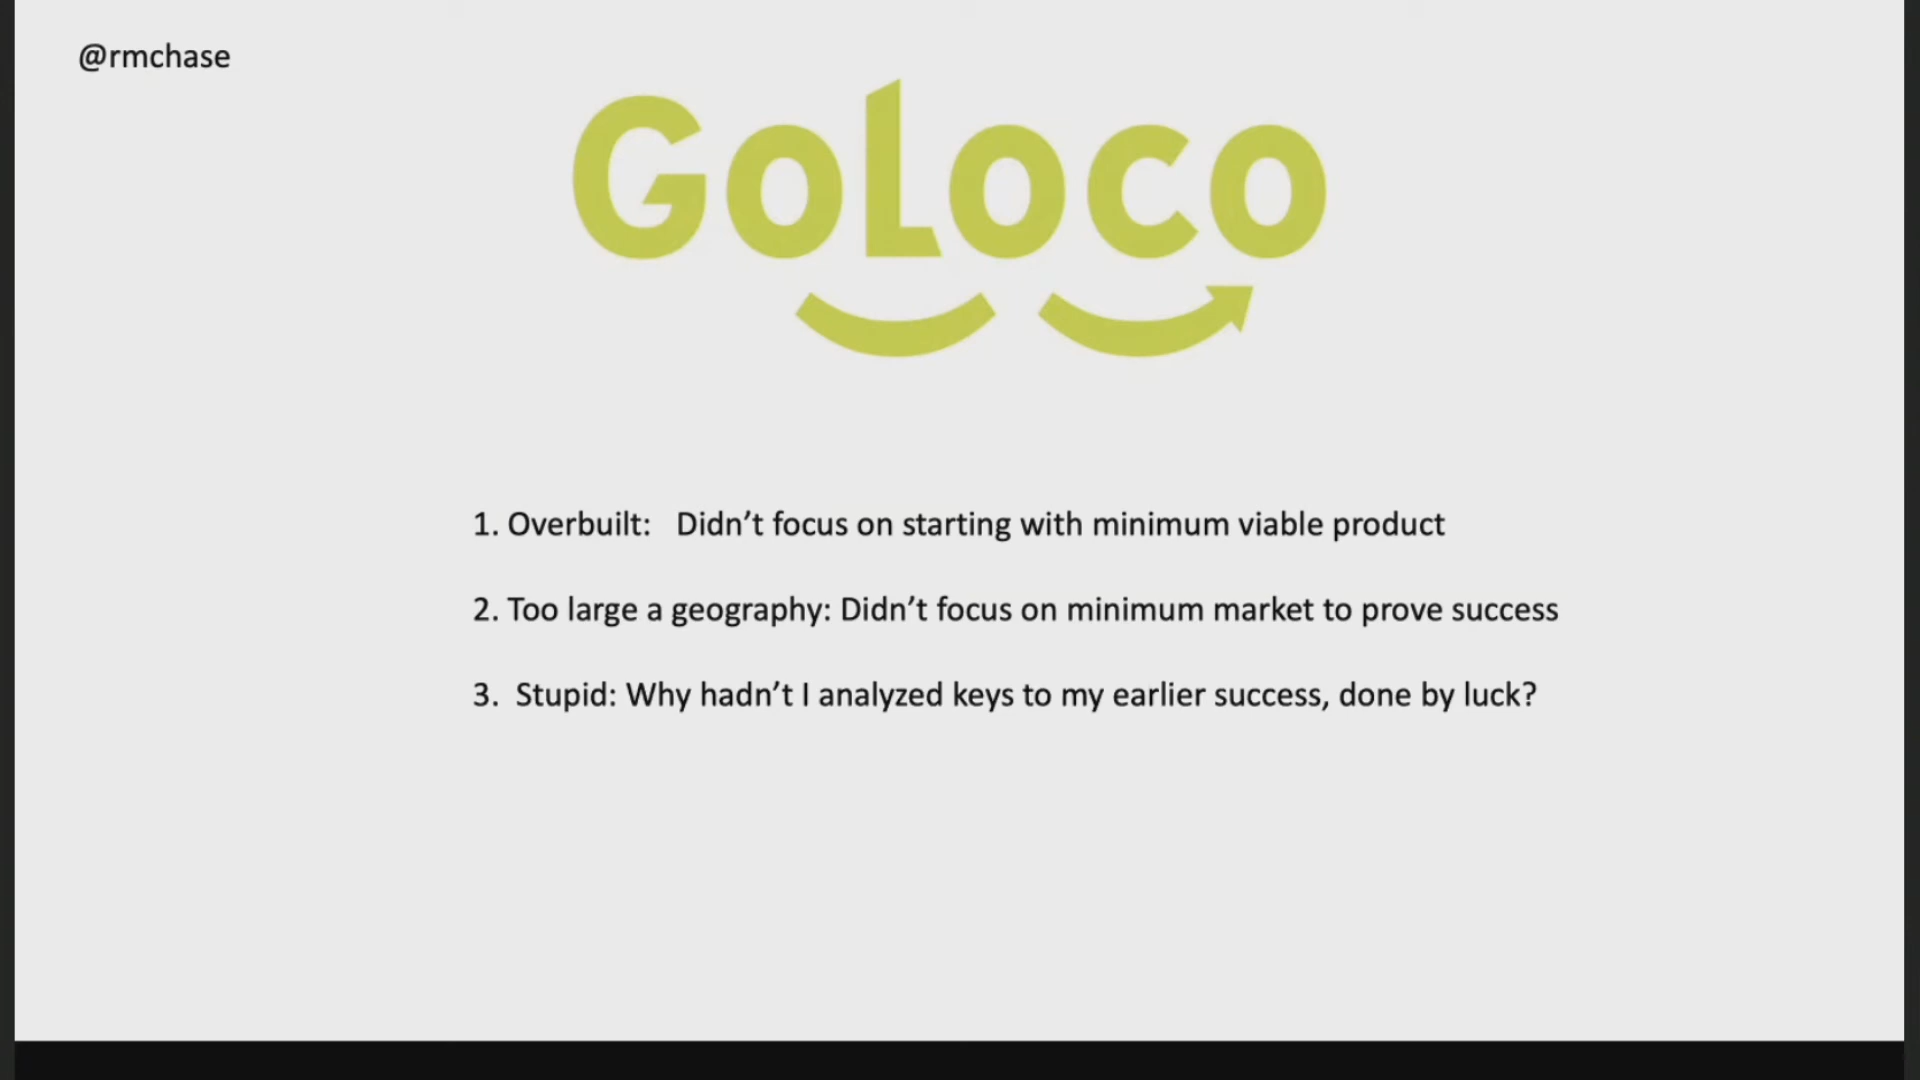 @rmchase
GoLoco
1. Overbuilt: Didn’t focus on starting with minimum viable product
2. Too large a geography: Didn’t focus on minimum market to prove success
3. Stupid: Why hadn’t I analyzed keys to my earlier success, done by luck?